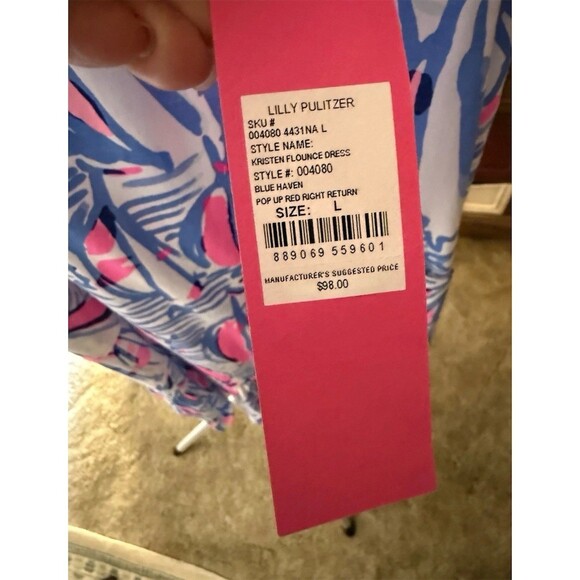 LILLY PULITZER
SKU #
004080 4431NA L
STYLE NAME:
KRISTEN FLOUNCE DRESS
STYLE #: 004080
BLUE HAVEN
POP UP RED RIGHT RETURN
SIZE: L
889069 559601
MANUFACTURER'S SUGGESTED PRICE
$98.00